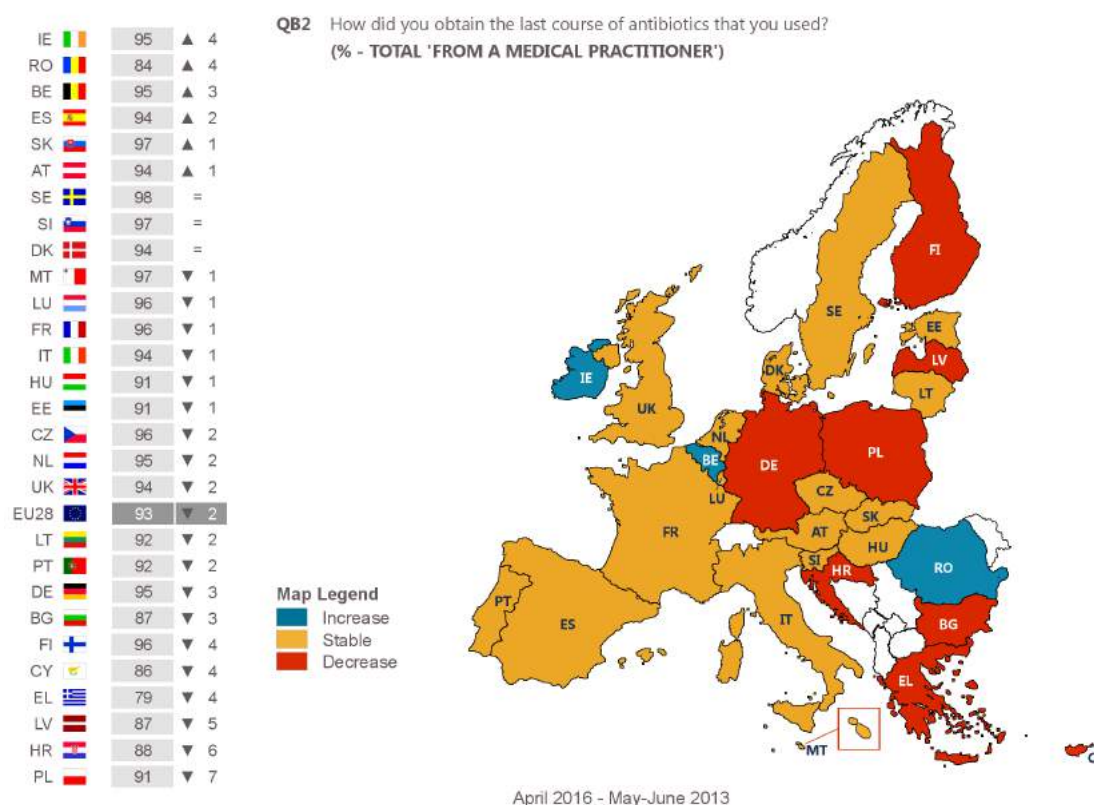 QB2 How did you obtain the last course of antibiotics that you used?
(% - TOTAL 'FROM A MEDICAL PRACTITIONER')
IE 95 ▲ 4
RO 84 ▲ 4
BE 95 ▲ 3
ES 94 ▲ 2
SK 97 ▲ 1
AT 94 ▲ 1
SE 98 =
SI 97 =
DK 94 =
MT 97 ▼ 1
LU 96 ▼ 1
FR 96 ▼ 1
IT 94 ▼ 1
HU 91 ▼ 1
EE 91 ▼ 1
CZ 96 ▼ 2
NL 95 ▼ 2
UK 94 ▼ 2
EU28 93 ▼ 2
LT 92 ▼ 2
PT 92 ▼ 2
DE 95 ▼ 3
BG 87 ▼ 3
FI 96 ▼ 4
CY 86 ▼ 4
EL 79 ▼ 4
LV 87 ▼ 5
HR 88 ▼ 6
PL 91 ▼ 7
FI
SE
EE
LV
LT
DK
IE
UK
NL
BE
DE
PL
LU
CZ
SK
FR
AT
HU
SI
HR
RO
PT
ES
IT
BG
EL
MT
Map Legend
Increase
Stable
Decrease
April 2016 - May-June 2013